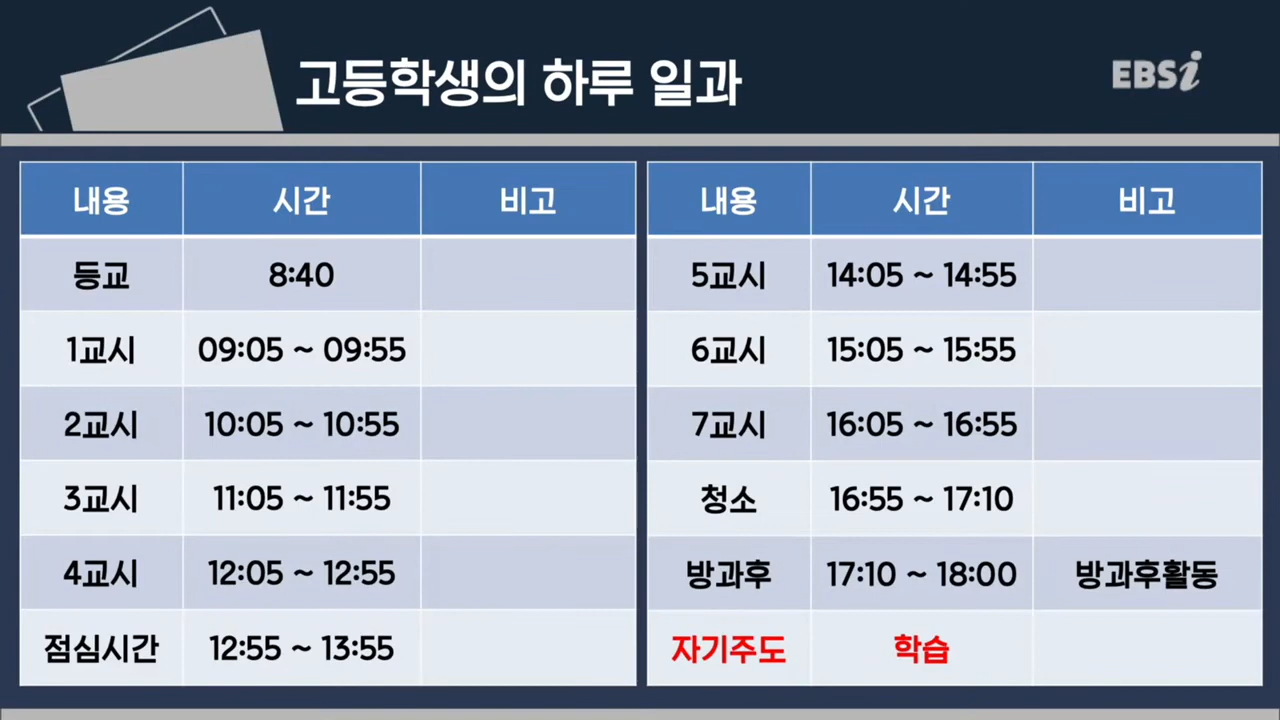 고등학생의 하루 일과
EBSi
내용 시간 비고
등교 8:40
1교시 09:05 ~ 09:55
2교시 10:05 ~ 10:55
3교시 11:05 ~ 11:55
4교시 12:05 ~ 12:55
점심시간 12:55 ~ 13:55
내용 시간 비고
5교시 14:05 ~ 14:55
6교시 15:05 ~ 15:55
7교시 16:05 ~ 16:55
청소 16:55 ~ 17:10
방과후 17:10 ~ 18:00 방과후활동
자기주도 학습